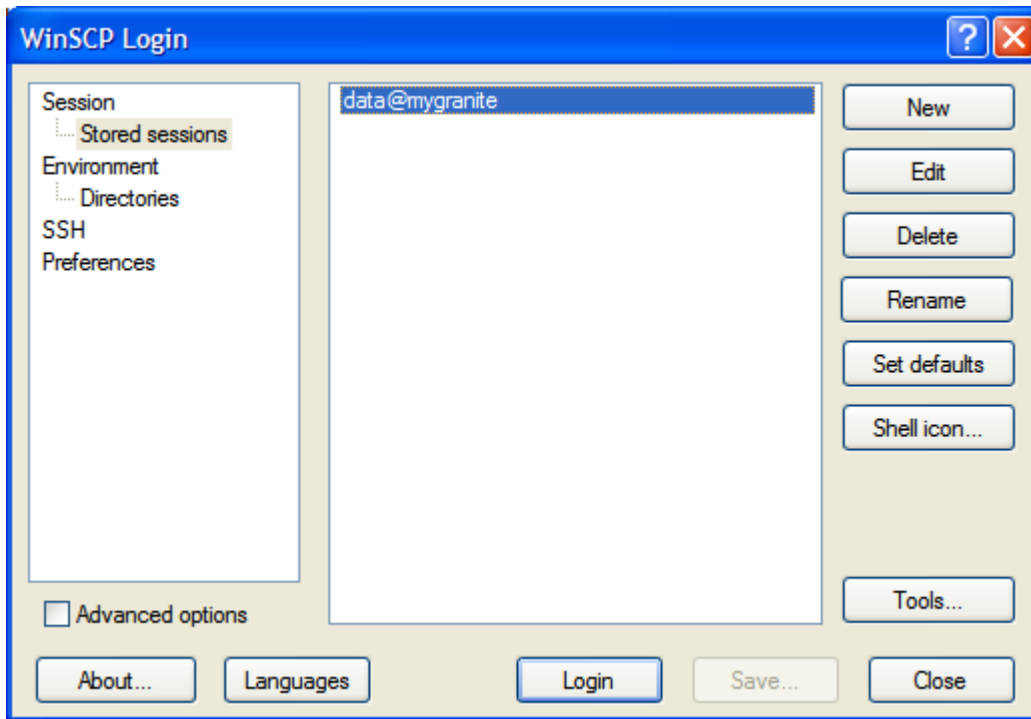 WinSCP Login
Session
Stored sessions
Environment
Directories
SSH
Preferences
Advanced options
data@mygranite
New
Edit
Delete
Rename
Set defaults
Shell icon...
Tools...
About...
Languages
Login
Save...
Close